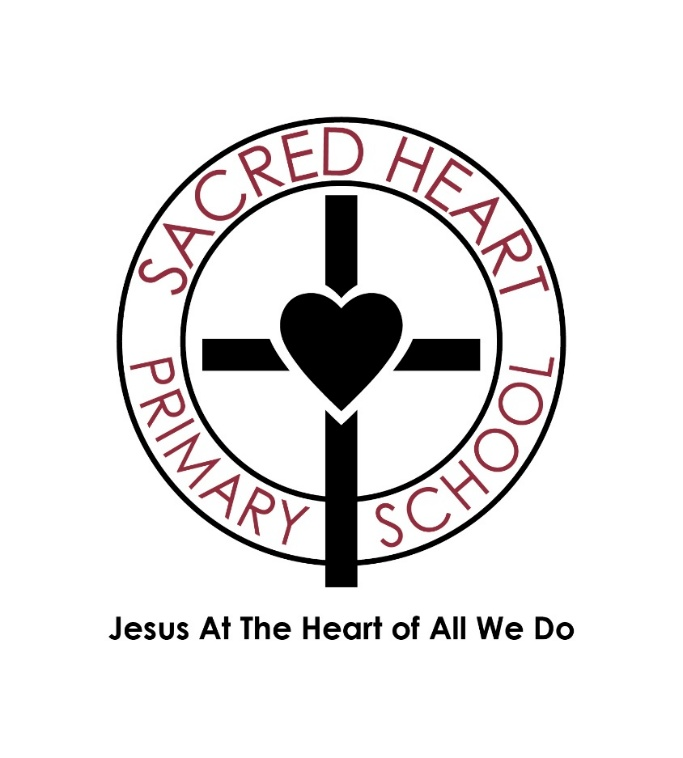 SACRED HEART
PRIMARY SCHOOL
Jesus At The Heart of All We Do